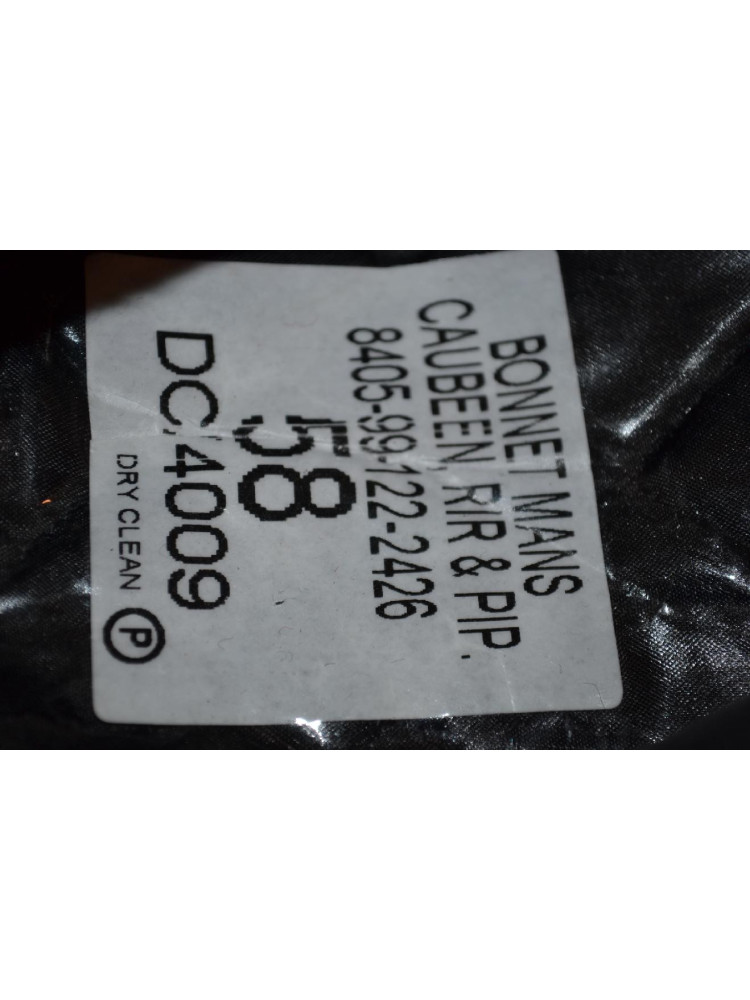 BONNET MANS
CAUBEEN, RIR & PIP.
8405-99-122-2426
58
DC/4009
DRY CLEAN P